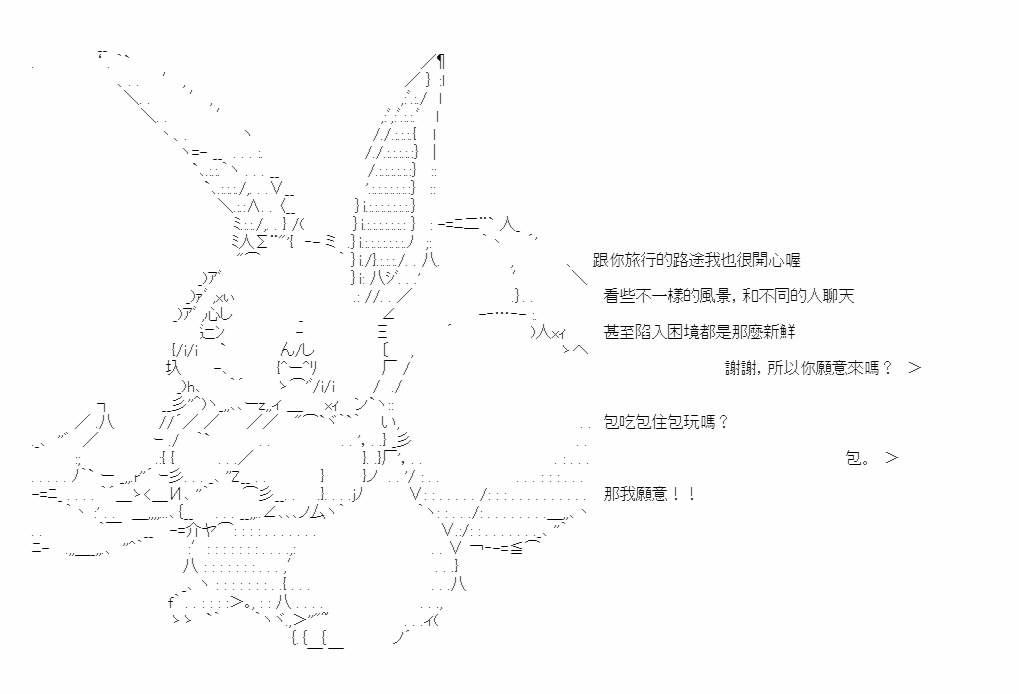 跟你旅行的路途我也很開心喔
看些不一樣的風景，和不同的人聊天
甚至陷入困境都是那麼新鮮
謝謝，所以你願意來嗎？ ＞
包吃包住包玩嗎？
包。 ＞
那我願意！！